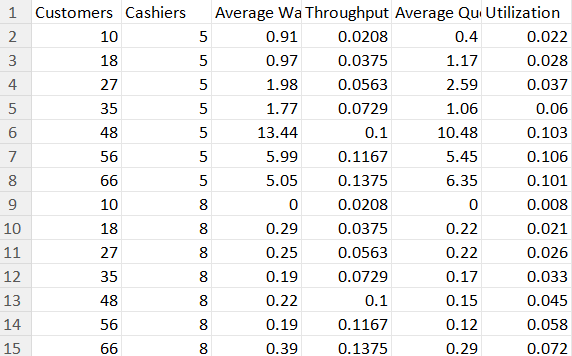 1 Customers Cashiers Average Wa Throughput Average Qu Utilization
2 10 5 0.91 0.0208 0.4 0.022
3 18 5 0.97 0.0375 1.17 0.028
4 27 5 1.98 0.0563 2.59 0.037
5 35 5 1.77 0.0729 1.06 0.06
6 48 5 13.44 0.1 10.48 0.103
7 56 5 5.99 0.1167 5.45 0.106
8 66 5 5.05 0.1375 6.35 0.101
9 10 8 0 0.0208 0 0.008
10 18 8 0.29 0.0375 0.22 0.021
11 27 8 0.25 0.0563 0.22 0.026
12 35 8 0.19 0.0729 0.17 0.033
13 48 8 0.22 0.1 0.15 0.045
14 56 8 0.19 0.1167 0.12 0.058
15 66 8 0.39 0.1375 0.29 0.072